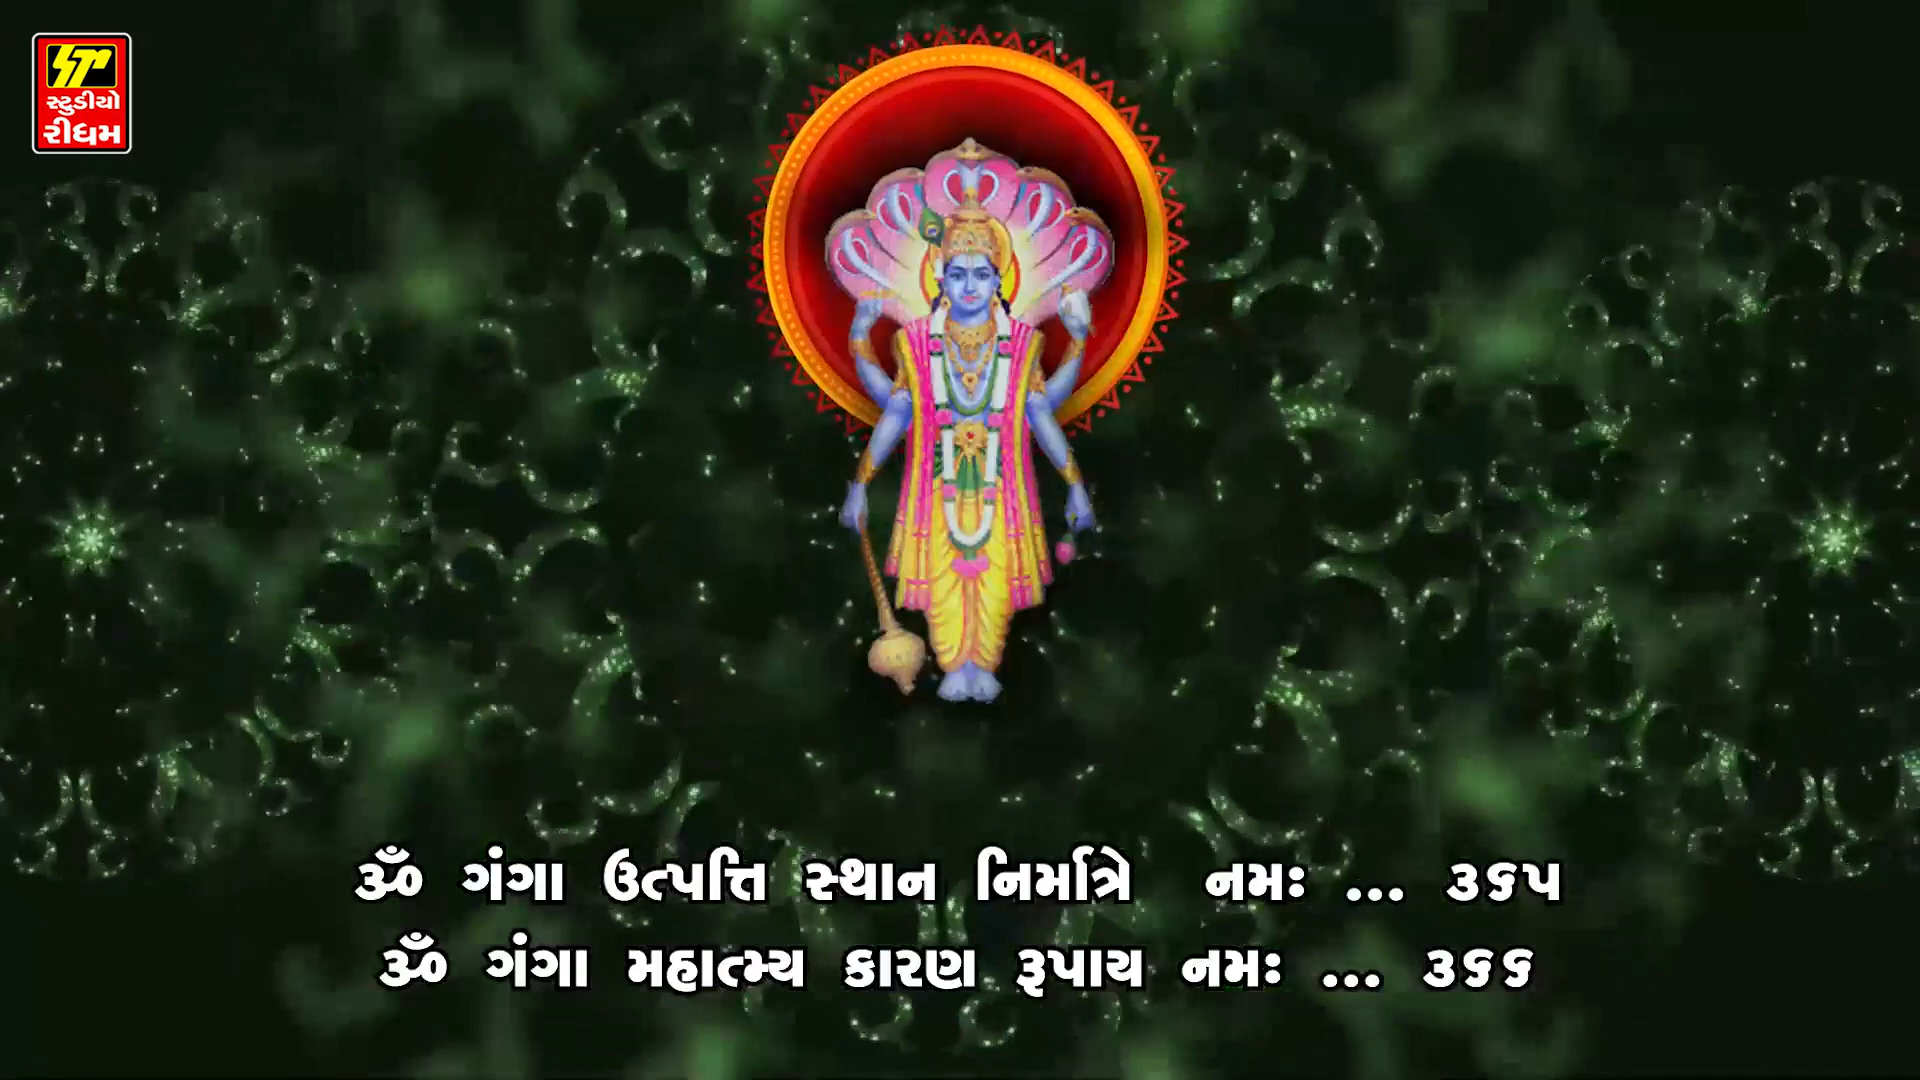 સ્ટુડીયો
રીધમ
ૐ ગંગા ઉત્પત્તિ સ્થાન નિર્માત્રે નમઃ ... ૩૬૫
ૐ ગંગા મહાત્મ્ય કારણ રૂપાય નમઃ ... ૩૬૬